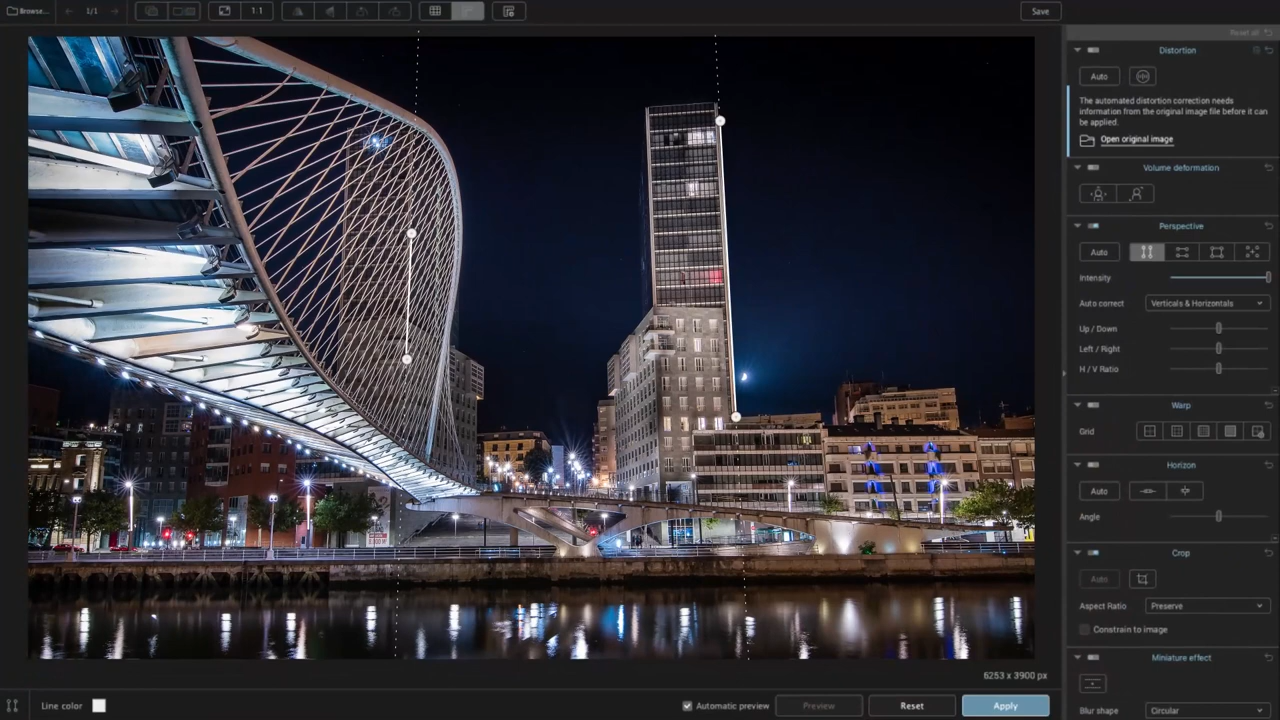 Browse...
1/1
1:1
Save
Reset all
Distortion
Auto
The automated distortion correction needs
information from the original image file before it can
be applied.
Open original image
Volume deformation
Perspective
Auto
Intensity
Auto correct Verticals & Horizontals
Up / Down
Left / Right
H / V Ratio
Warp
Grid
Horizon
Auto
Angle
Crop
Auto
Aspect Ratio Preserve
Constrain to image
Miniature effect
Blur shape Circular
6253 x 3900 px
Line color
Automatic preview
Preview
Reset
Apply